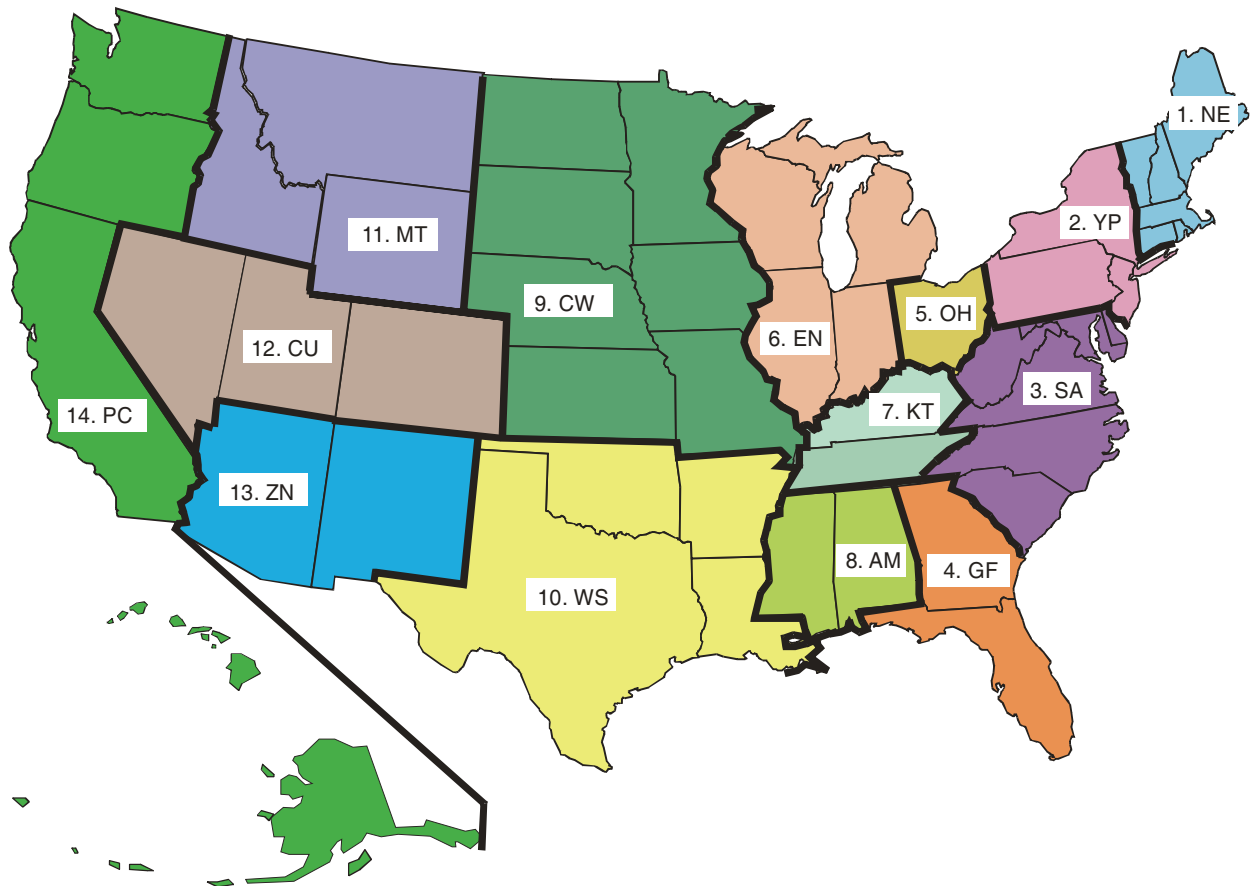 1. NE
2. YP
11. MT
9. CW
5. OH
6. EN
12. CU
3. SA
7. KT
14. PC
13. ZN
8. AM
4. GF
10. WS